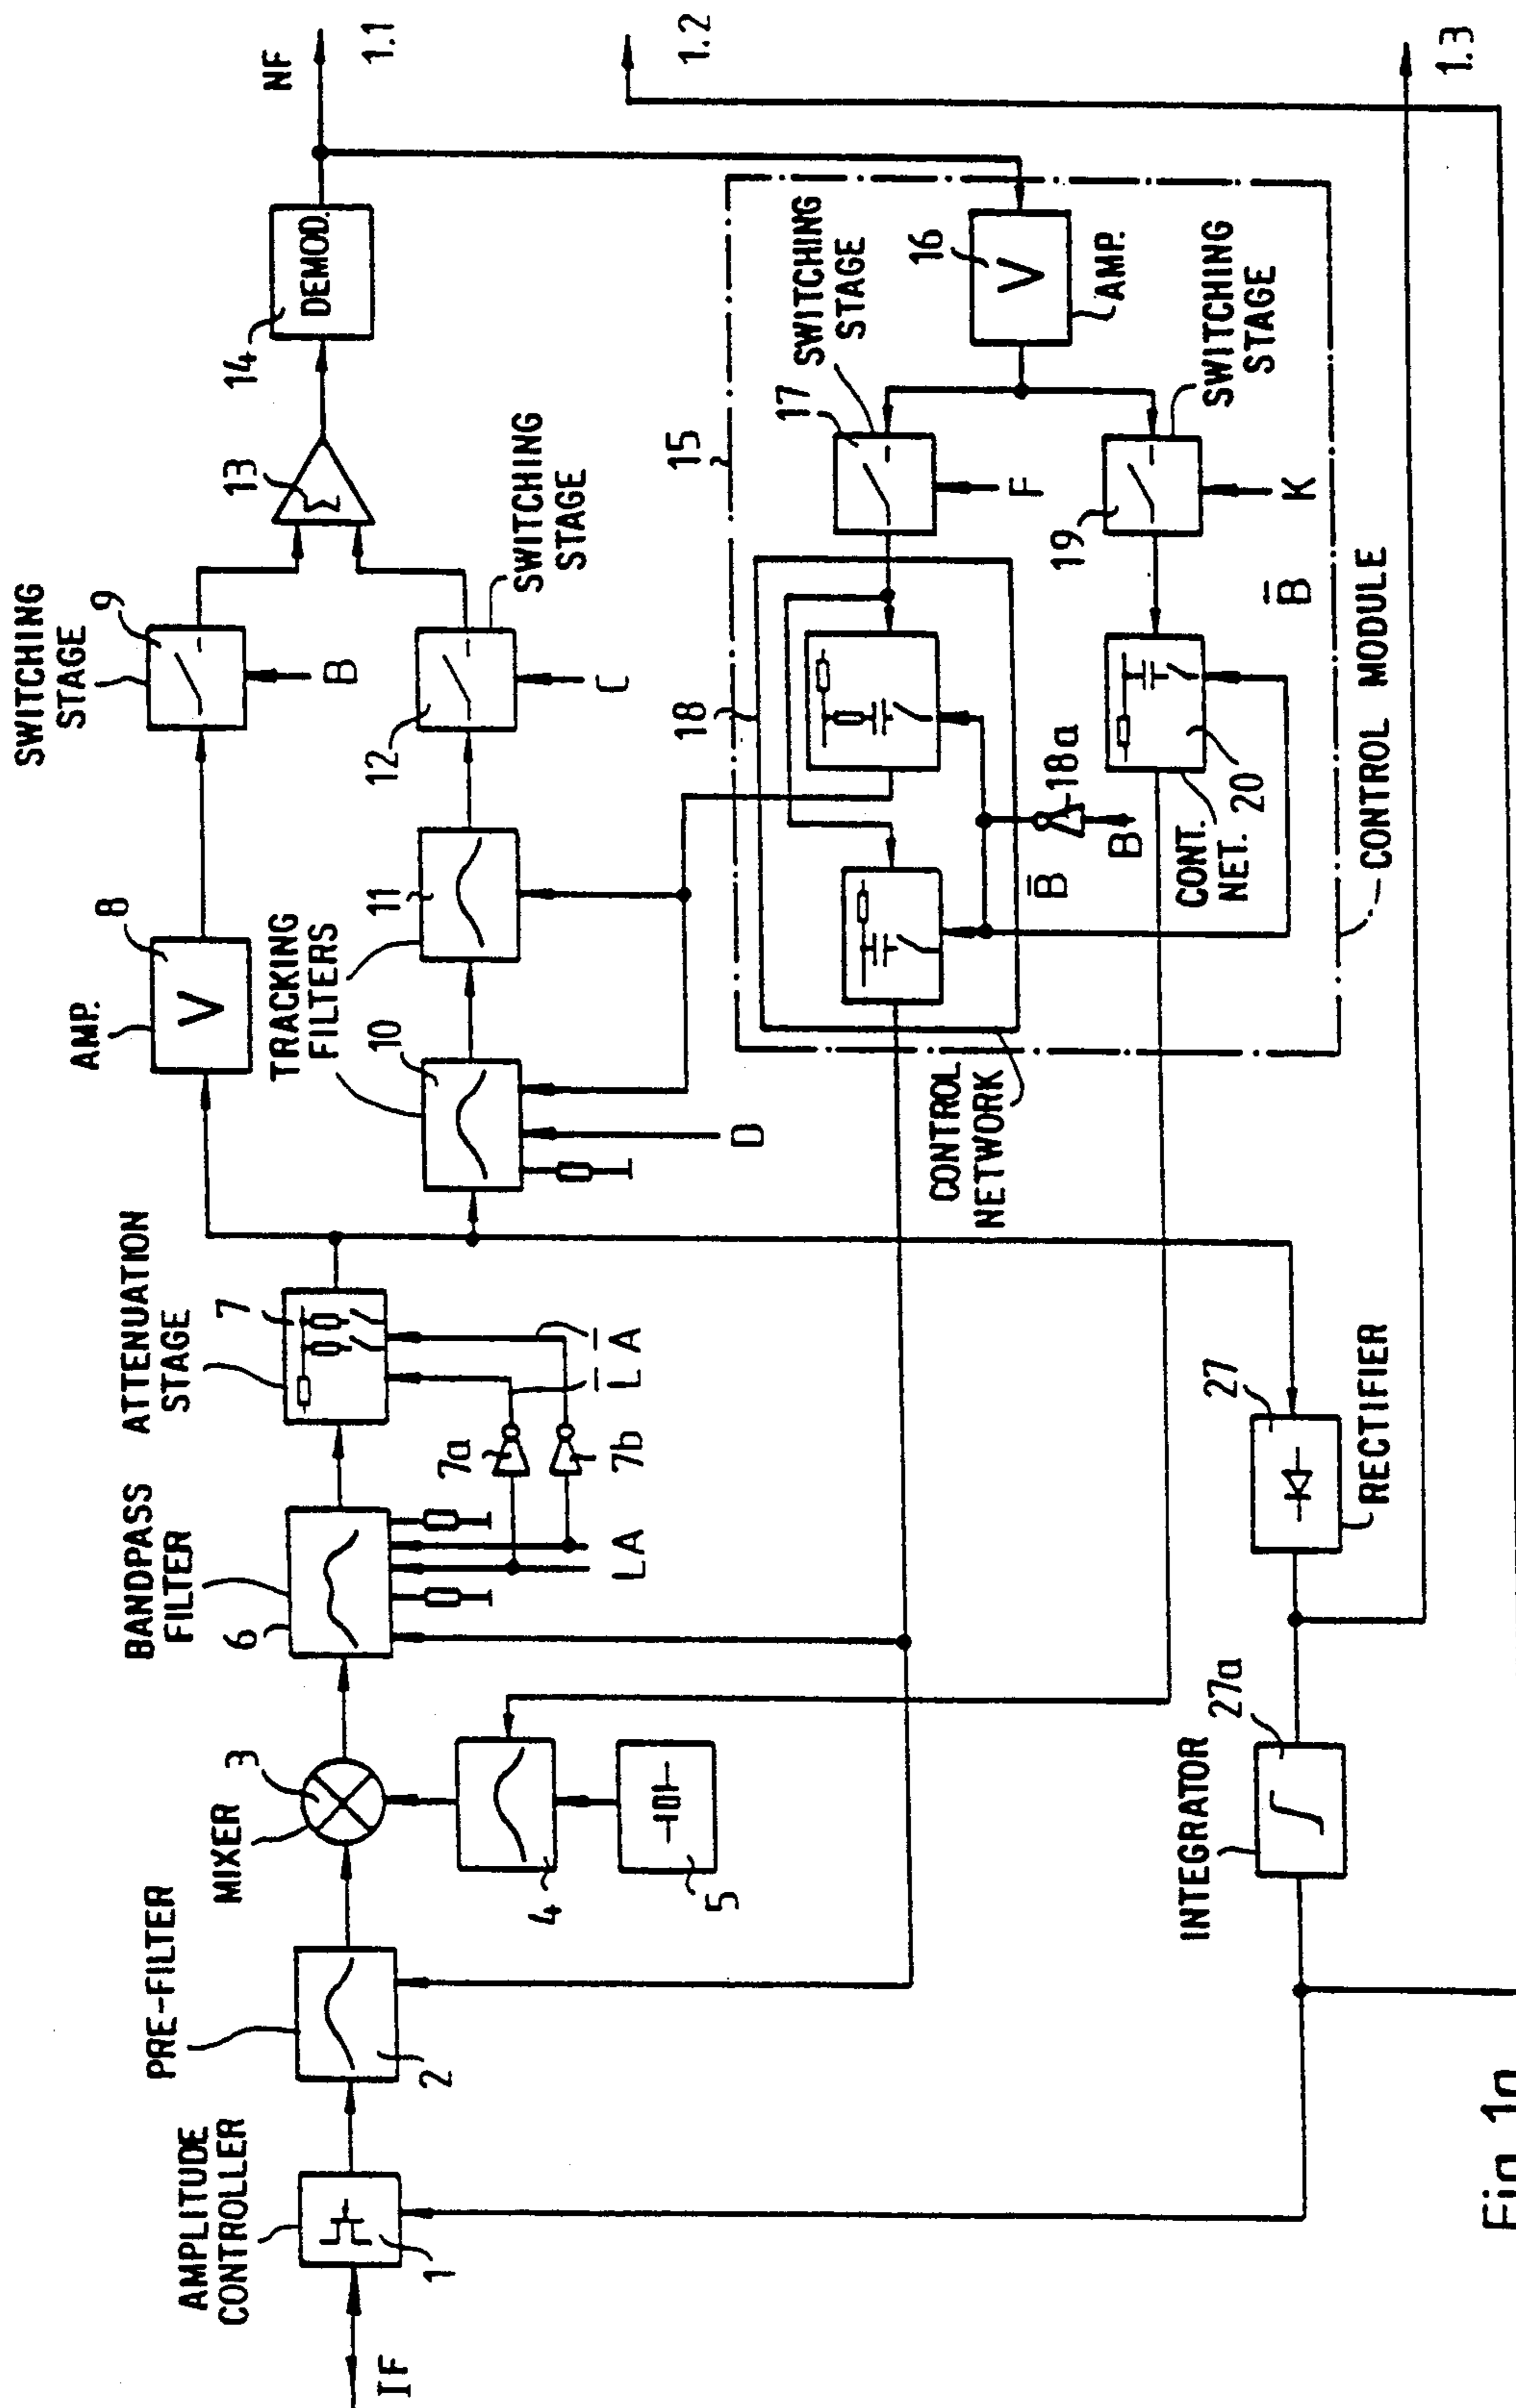 IF
AMPLITUDE
CONTROLLER
1
PRE-FILTER
2
MIXER
3
4
5
BANDPASS
FILTER
6
L A
7a
7b
L̅ A
A̅
ATTENUATION
STAGE
7
AMP.
8
V
SWITCHING
STAGE
9
B
TRACKING
FILTERS
10
D
11
12
C
SWITCHING
STAGE
13
Σ
14
DEMOD.
NF
1.1
1.2
1.3
15
16
V
AMP.
17
SWITCHING
STAGE
F
18
18a
B
B̅
CONTROL
NETWORK
19
SWITCHING
STAGE
K
B̅
20
CONT.
NET.
CONTROL MODULE
27
RECTIFIER
27a
INTEGRATOR